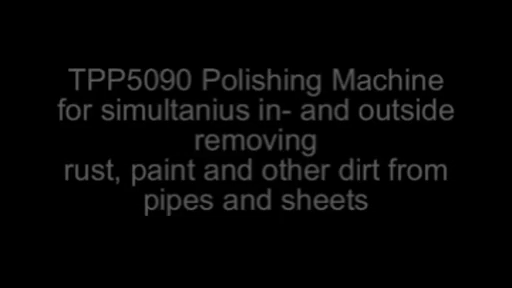 TPP5090 Polishing Machine
for simultanius in- and outside
removing
rust, paint and other dirt from
pipes and sheets